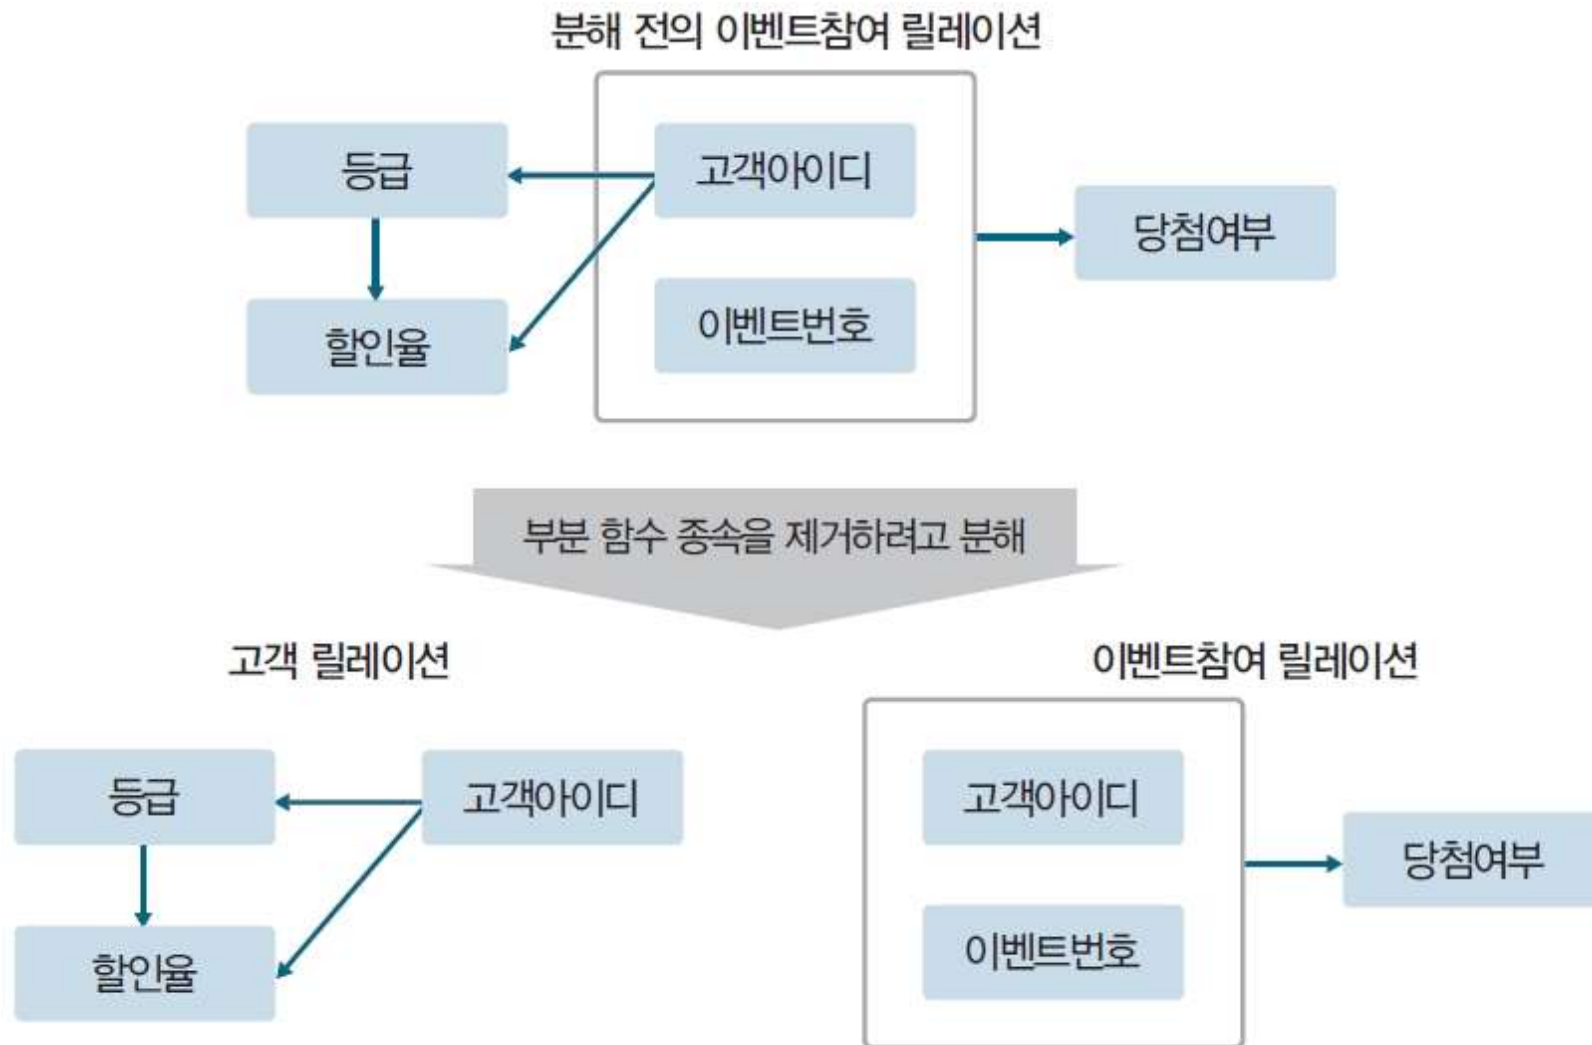 분해 전의 이벤트참여 릴레이션
등급
고객아이디
당첨여부
할인율
이벤트번호
부분 함수 종속을 제거하려고 분해
고객 릴레이션
등급
고객아이디
할인율
이벤트참여 릴레이션
고객아이디
당첨여부
이벤트번호